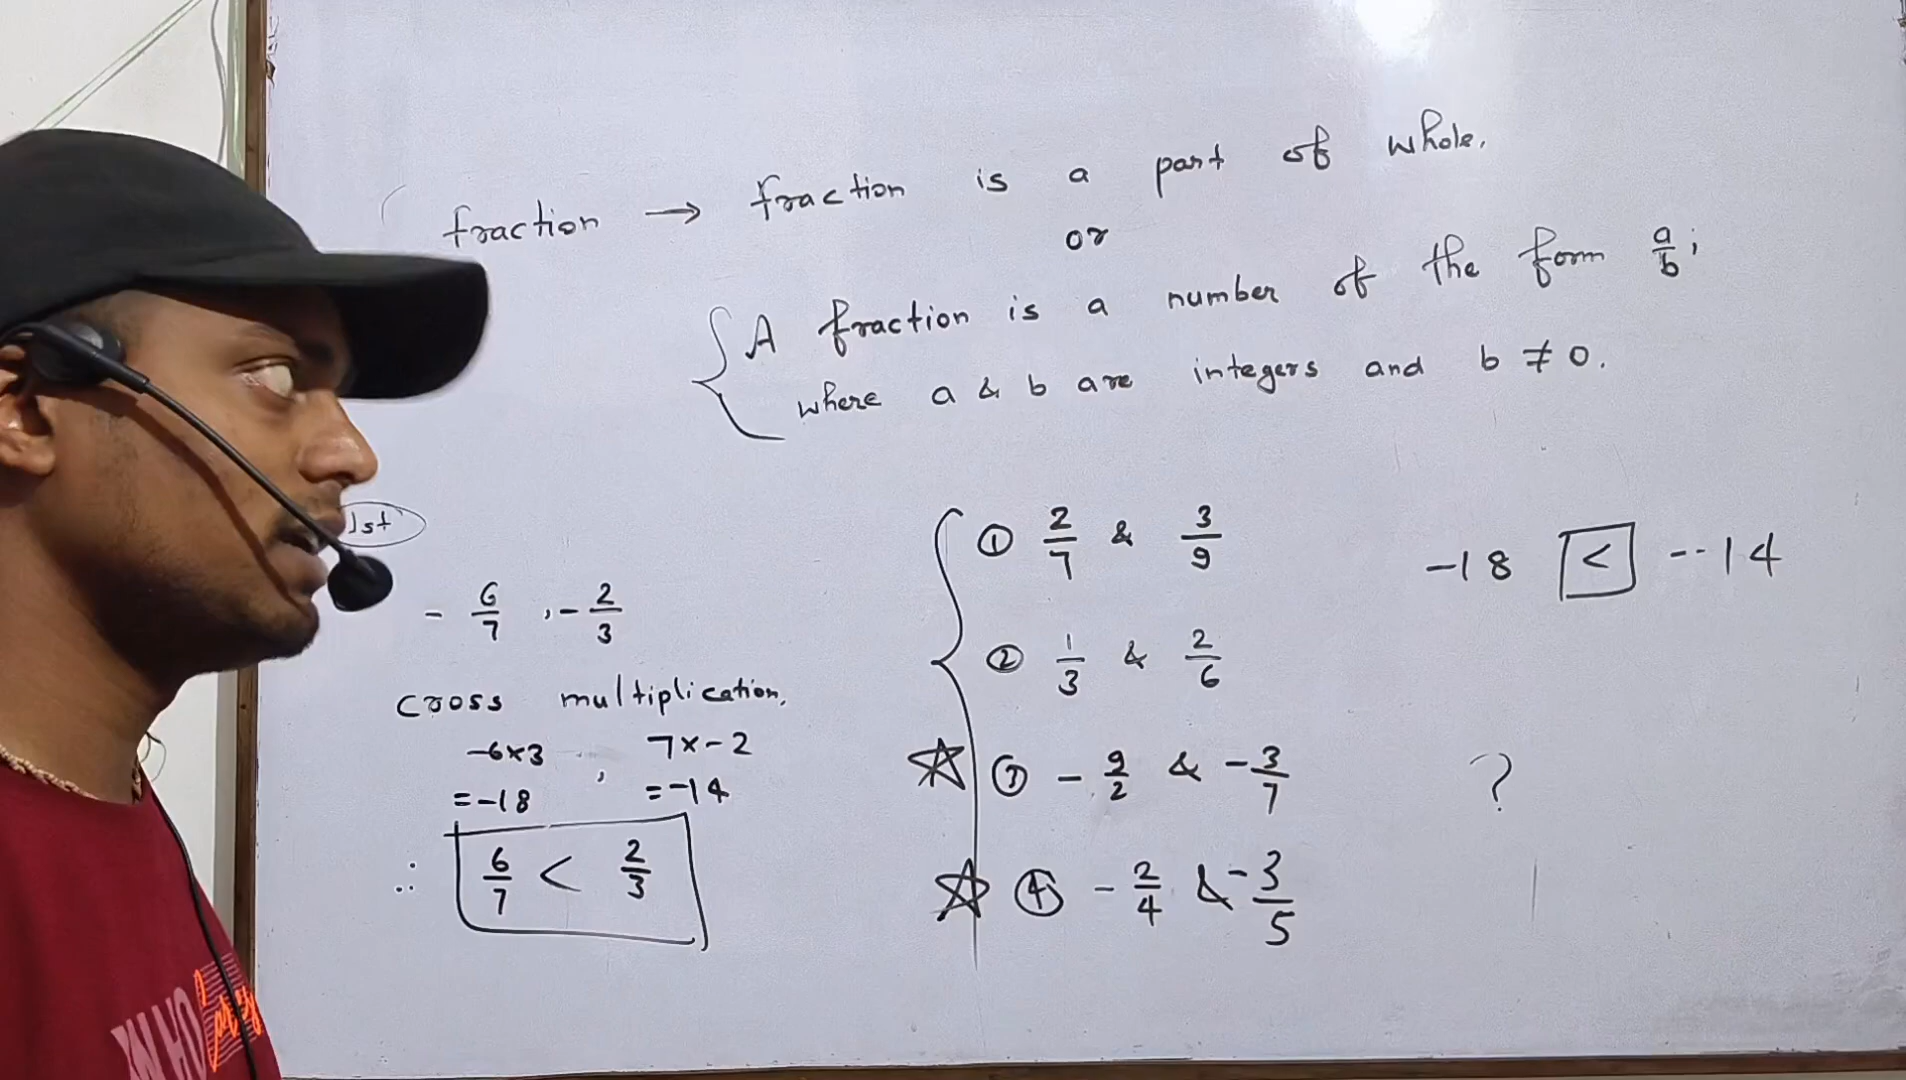 fraction → fraction is a part of whole.
or
A fraction is a number of the form a/b;
where a & b are integers and b ≠ 0.
1st
- 6/7 , - 2/3
cross multiplication,
-6×3 , 7×-2
=-18 =-14
∴ 6/7 < 2/3
① 2/7 & 3/9
② 1/3 & 2/6
☆ ③ - 9/2 & - 3/7
☆ ④ - 2/4 & - 3/5
-18 < --14
?
WHO